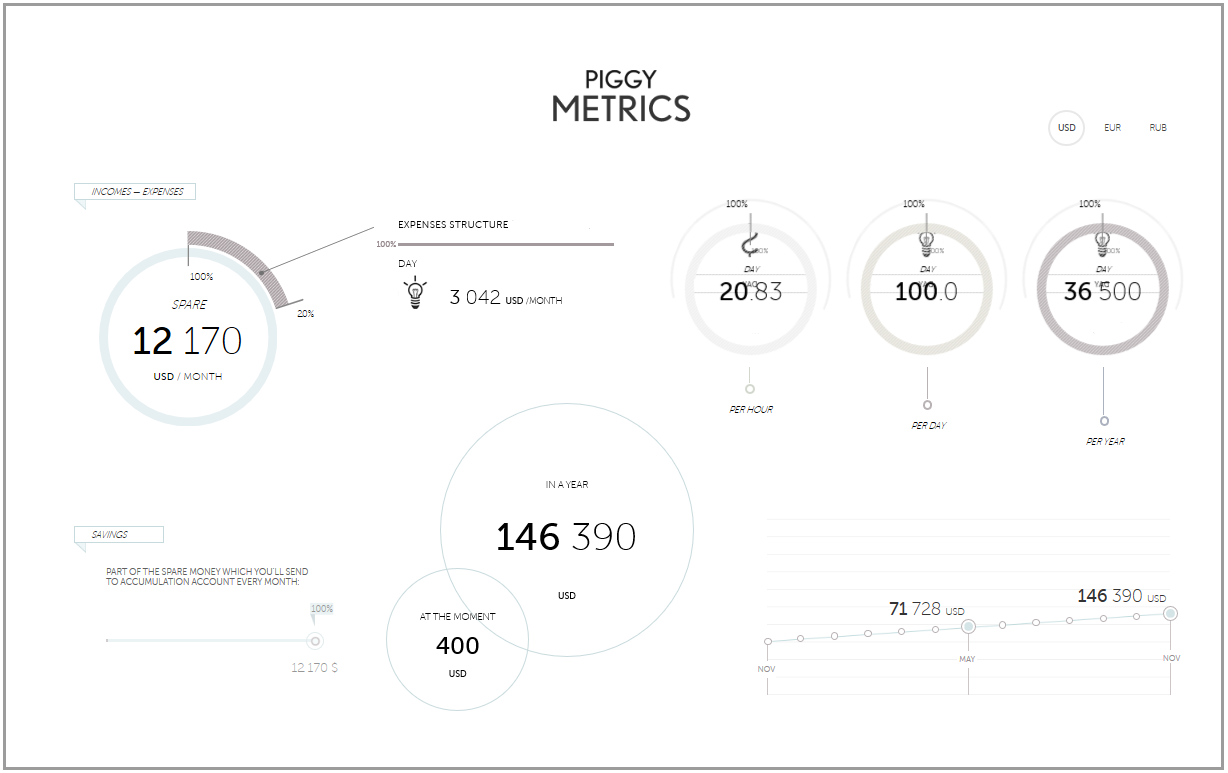 PIGGY
METRICS
USD EUR RUB
INCOMES — EXPENSES
100%
20%
SPARE
12 170
USD / MONTH
EXPENSES STRUCTURE
100%
DAY
3 042 USD /MONTH
100%
100%
DAY
20.83
PER HOUR
100%
100%
DAY
100.0
PER DAY
100%
100%
DAY
36 500
PER YEAR
SAVINGS
PART OF THE SPARE MONEY WHICH YOU'LL SEND
TO ACCUMULATION ACCOUNT EVERY MONTH:
100%
12 170 $
IN A YEAR
146 390
USD
AT THE MOMENT
400
USD
71 728 USD
146 390 USD
NOV
MAY
NOV